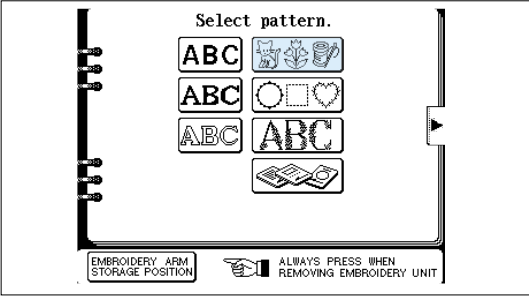 Select pattern.
ABC
ABC
ABC
ABC
EMBROIDERY ARM
STORAGE POSITION
ALWAYS PRESS WHEN
REMOVING EMBROIDERY UNIT